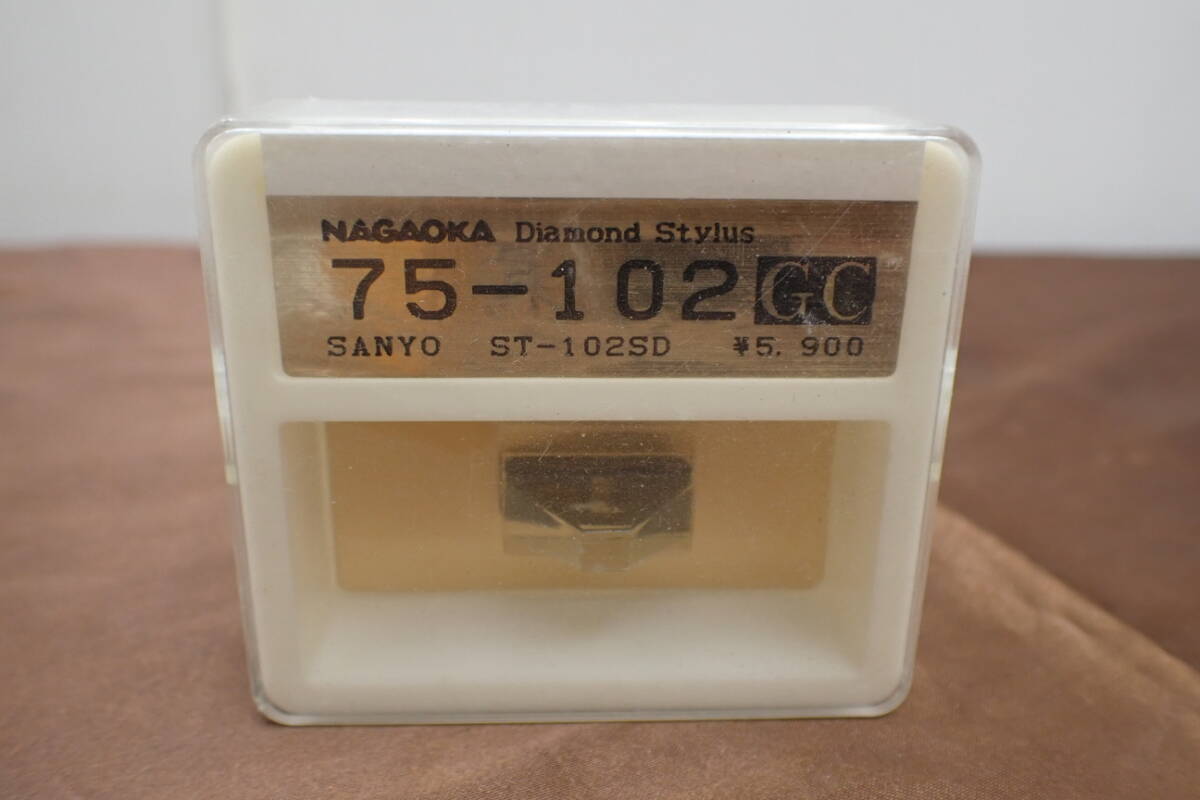 NAGAOKA Diamond Stylus
75-102 GC
SANYO ST-102SD ¥5,900